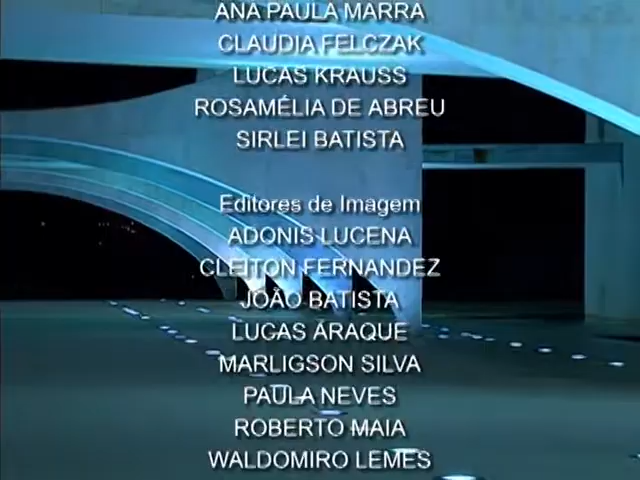 ANA PAULA MARRA
CLAUDIA FELCZAK
LUCAS KRAUSS
ROSAMÉLIA DE ABREU
SIRLEI BATISTA
Editores de Imagem
ADONIS LUCENA
CLEITON FERNANDEZ
JOÃO BATISTA
LUCAS ARAQUE
MARLIGSON SILVA
PAULA NEVES
ROBERTO MAIA
WALDOMIRO LEMES